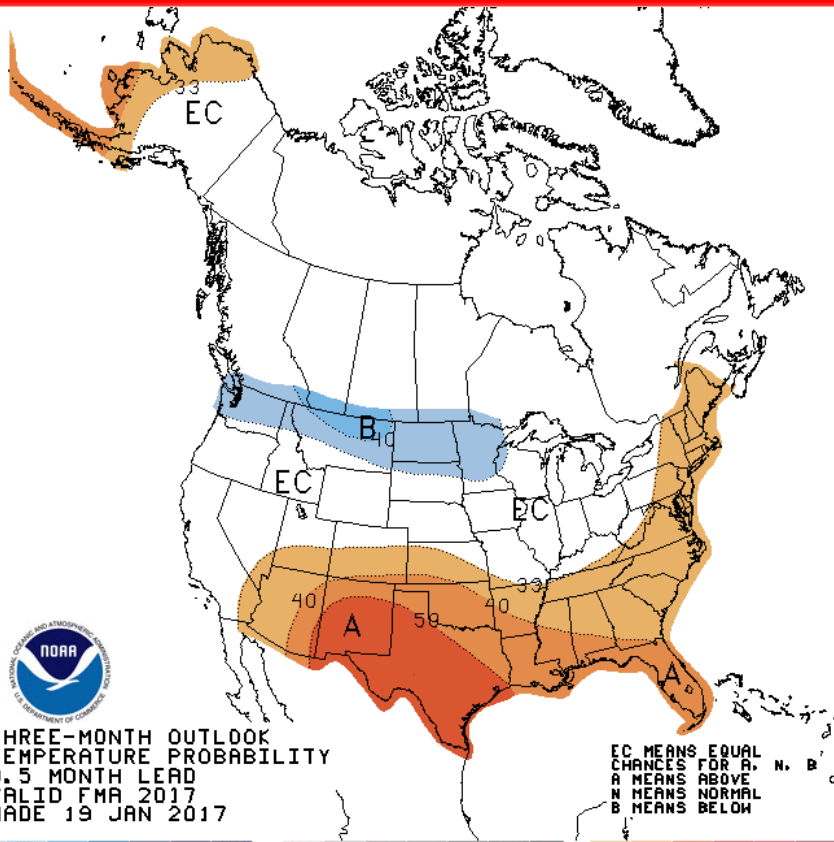 33
EC
B
40
EC
EC
33
40
40
50
A
A
NATIONAL OCEANIC AND ATMOSPHERIC ADMINISTRATION
NOAA
U.S. DEPARTMENT OF COMMERCE
HREE-MONTH OUTLOOK
EMPERATURE PROBABILITY
.5 MONTH LEAD
ALID FMA 2017
MADE 19 JAN 2017
EC MEANS EQUAL
CHANCES FOR A, N, B
A MEANS ABOVE
N MEANS NORMAL
B MEANS BELOW